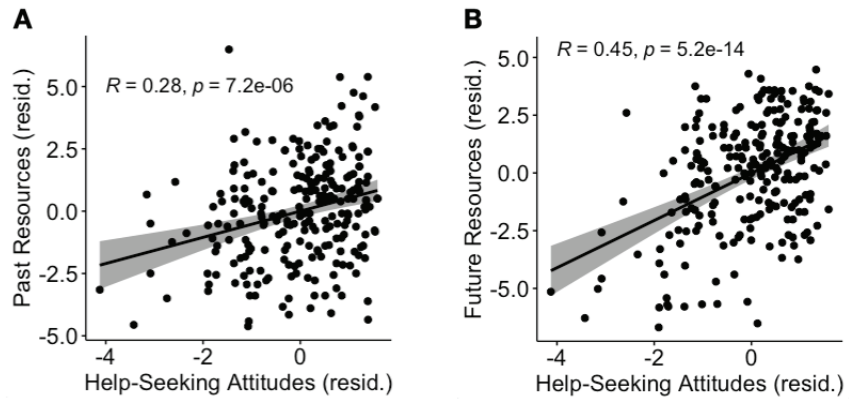 A
R = 0.28, p = 7.2e-06
Past Resources (resid.)
5.0
2.5
0.0
-2.5
-5.0
-4
-2
0
Help-Seeking Attitudes (resid.)
B
R = 0.45, p = 5.2e-14
Future Resources (resid.)
5.0
2.5
0.0
-2.5
-5.0
-4
-2
0
Help-Seeking Attitudes (resid.)